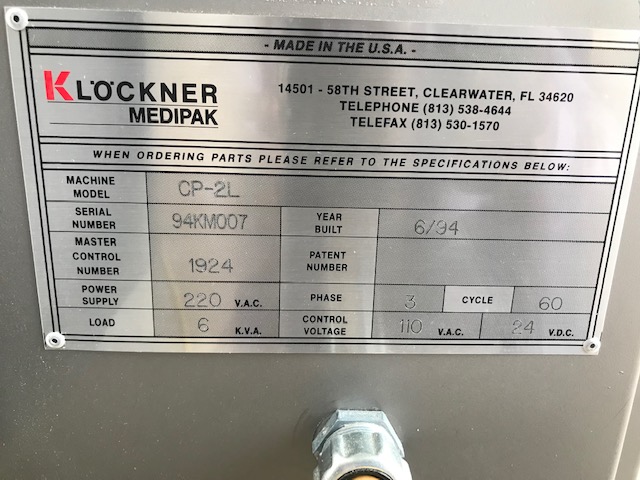 - MADE IN THE U.S.A. -
KLÖCKNER
MEDIPAK
14501 - 58TH STREET, CLEARWATER, FL 34620
TELEPHONE (813) 538-4644
TELEFAX (813) 530-1570
WHEN ORDERING PARTS PLEASE REFER TO THE SPECIFICATIONS BELOW:
MACHINE MODEL CP-2L
SERIAL NUMBER 94KM007 YEAR BUILT 6/94
MASTER CONTROL NUMBER 1924 PATENT NUMBER
POWER SUPPLY 220 V.A.C. PHASE 3 CYCLE 60
LOAD 6 K.V.A. CONTROL VOLTAGE 110 V.A.C. 24 V.D.C.